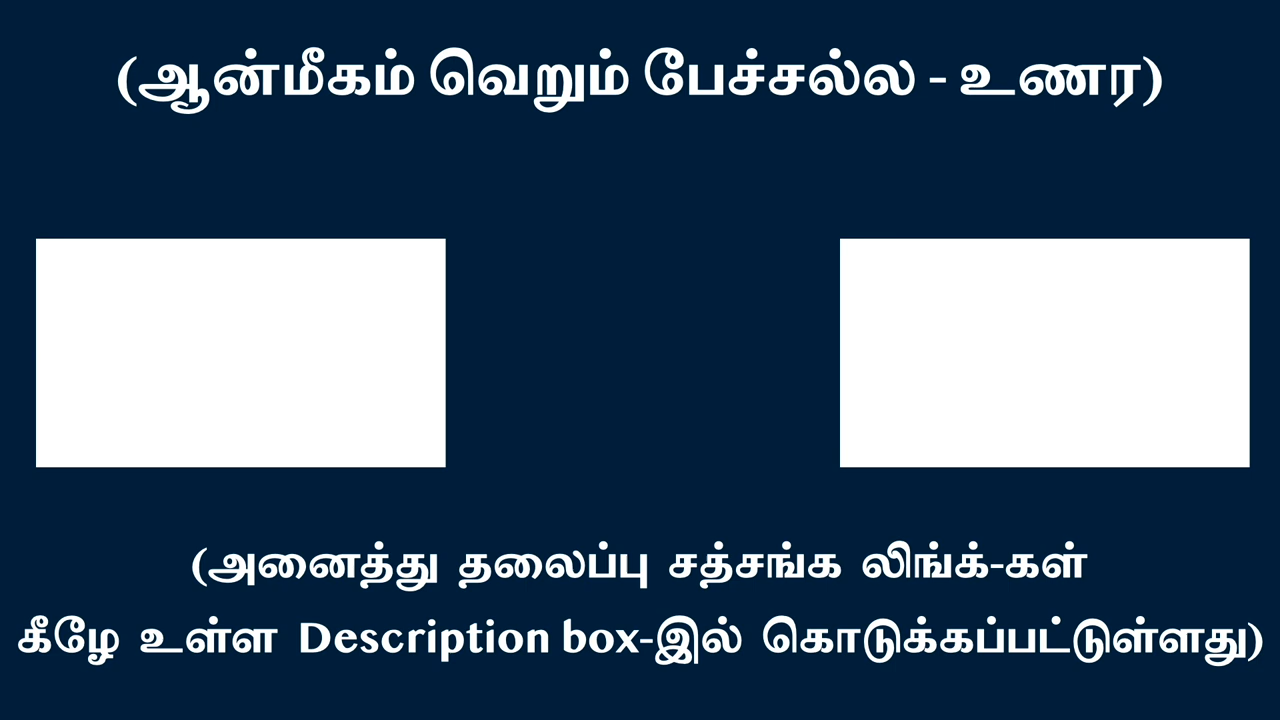 (ஆன்மீகம் வெறும் பேச்சல்ல - உணர)
(அனைத்து தலைப்பு சத்சங்க லிங்க்-கள்
கீழே உள்ள Description box-இல் கொடுக்கப்பட்டுள்ளது)